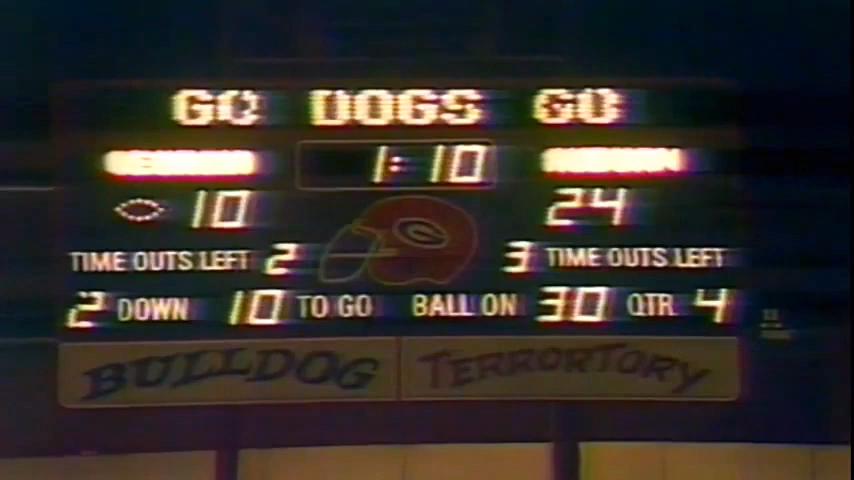 GO DOGS GO
1:10
10 24
TIME OUTS LEFT 2 3 TIME OUTS LEFT
2 DOWN 10 TO GO BALL ON 30 QTR 4
BULLDOG TERRORTORY